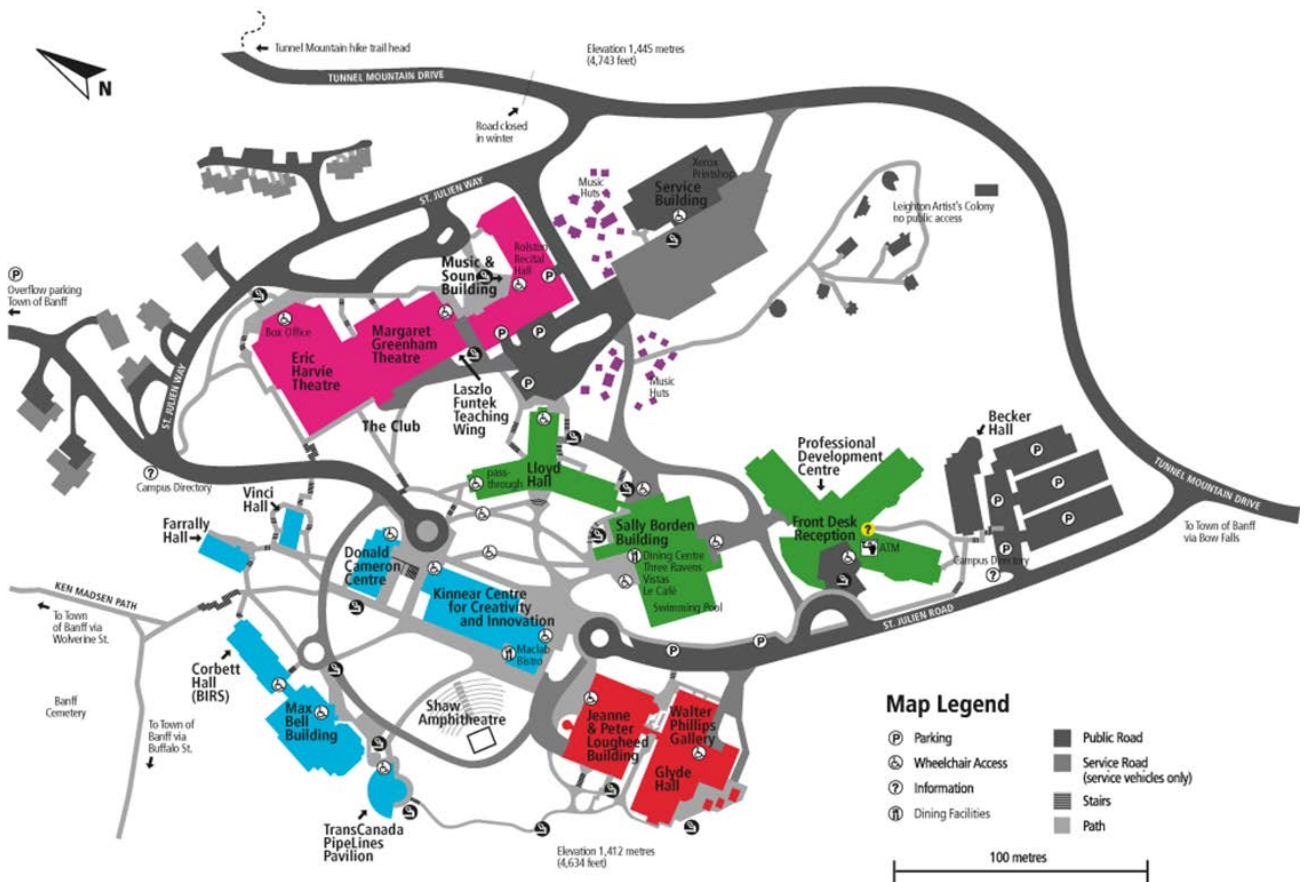 Tunnel Mountain hike trail head
Elevation 1,445 metres
(4,743 feet)
N
TUNNEL MOUNTAIN DRIVE
Road closed
in winter
Xerox
Printshop
Service
Building
Music
Huts
ST. JULIEN WAY
Leighton Artist's Colony
no public access
Rolston
Recital
Hall
Music &
Sound
Building
P
Overflow parking
Town of Banff
Box Office
Margaret
Greenham
Theatre
Eric
Harvie
Theatre
ST. JULIEN WAY
Laszlo
Funtek
Teaching
Wing
The Club
Music
Huts
Becker
Hall
Professional
Development
Centre
TUNNEL MOUNTAIN DRIVE
?
Campus Directory
pass-
through
Lloyd
Hall
Vinci
Hall
Farrally
Hall
Sally Borden
Building
Dining Centre
Three Ravens
Vistas
Le Café
Swimming Pool
Front Desk
Reception
?
ATM
To Town of Banff
via Bow Falls
Campus Directory
?
Donald
Cameron
Centre
Kinnear Centre
for Creativity
and Innovation
Maclab
Bistro
KEN MADSEN PATH
To Town
of Banff via
Wolverine St.
ST. JULIEN ROAD
Corbett
Hall
(BIRS)
Banff
Cemetery
Max
Bell
Building
Shaw
Amphitheatre
Jeanne
& Peter
Lougheed
Building
Walter
Phillips
Gallery
Glyde
Hall
To Town of
Banff via
Buffalo St.
TransCanada
PipeLines
Pavilion
Elevation 1,412 metres
(4,634 feet)
Map Legend
P Parking
Wheelchair Access
? Information
Dining Facilities
Public Road
Service Road
(service vehicles only)
Stairs
Path
100 metres